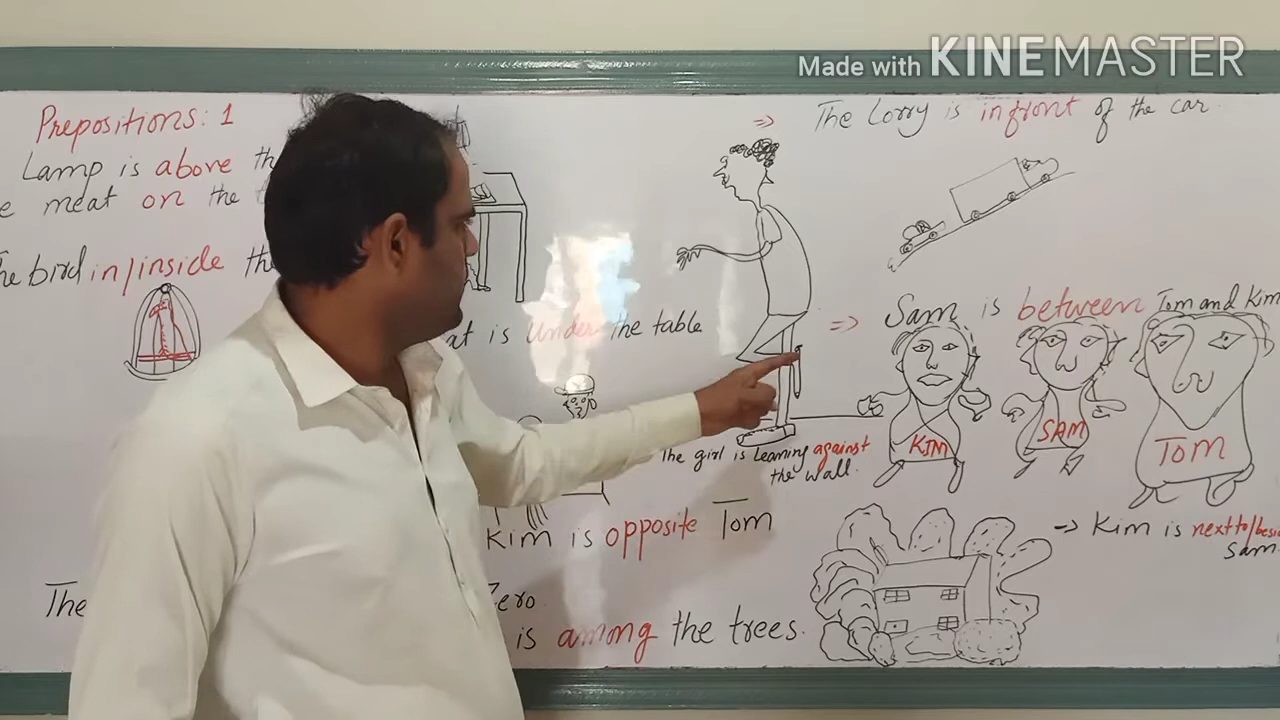 Made with KINEMASTER
Prepositions: 1
Lamp is above th
e meat on the t
he bird in/inside the
at is under the table
The girl is leaning against
the wall.
Kim is opposite Tom
The
Zero.
is among the trees.
⇒ The Lorry is infront of the car
⇒ Sam is between Tom and Kim
KIM
SAM
TOM
→ Kim is next to/besi
Sam